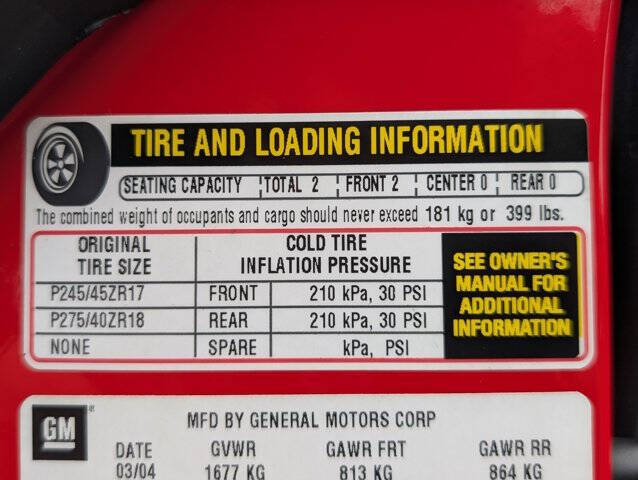 TIRE AND LOADING INFORMATION
SEATING CAPACITY TOTAL 2 FRONT 2 CENTER 0 REAR 0
The combined weight of occupants and cargo should never exceed 181 kg or 399 lbs.
ORIGINAL TIRE SIZE
COLD TIRE INFLATION PRESSURE
P245/45ZR17 FRONT 210 kPa, 30 PSI
P275/40ZR18 REAR 210 kPa, 30 PSI
NONE SPARE kPa, PSI
SEE OWNER'S
MANUAL FOR
ADDITIONAL
INFORMATION
GM
MFD BY GENERAL MOTORS CORP
DATE GVWR GAWR FRT GAWR RR
03/04 1677 KG 813 KG 864 KG